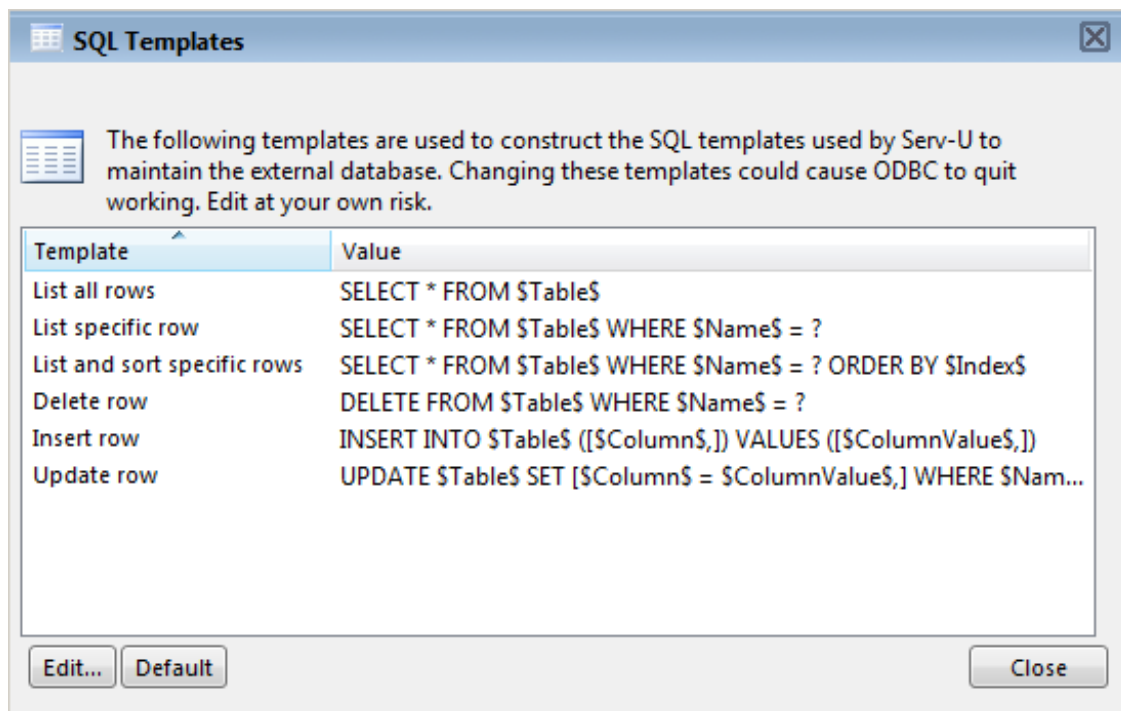 SQL Templates
The following templates are used to construct the SQL templates used by Serv-U to
maintain the external database. Changing these templates could cause ODBC to quit
working. Edit at your own risk.
Template Value
List all rows SELECT * FROM $Table$
List specific row SELECT * FROM $Table$ WHERE $Name$ = ?
List and sort specific rows SELECT * FROM $Table$ WHERE $Name$ = ? ORDER BY $Index$
Delete row DELETE FROM $Table$ WHERE $Name$ = ?
Insert row INSERT INTO $Table$ ([$Column$,]) VALUES ([$ColumnValue$,])
Update row UPDATE $Table$ SET [$Column$ = $ColumnValue$,] WHERE $Nam...
Edit... Default Close